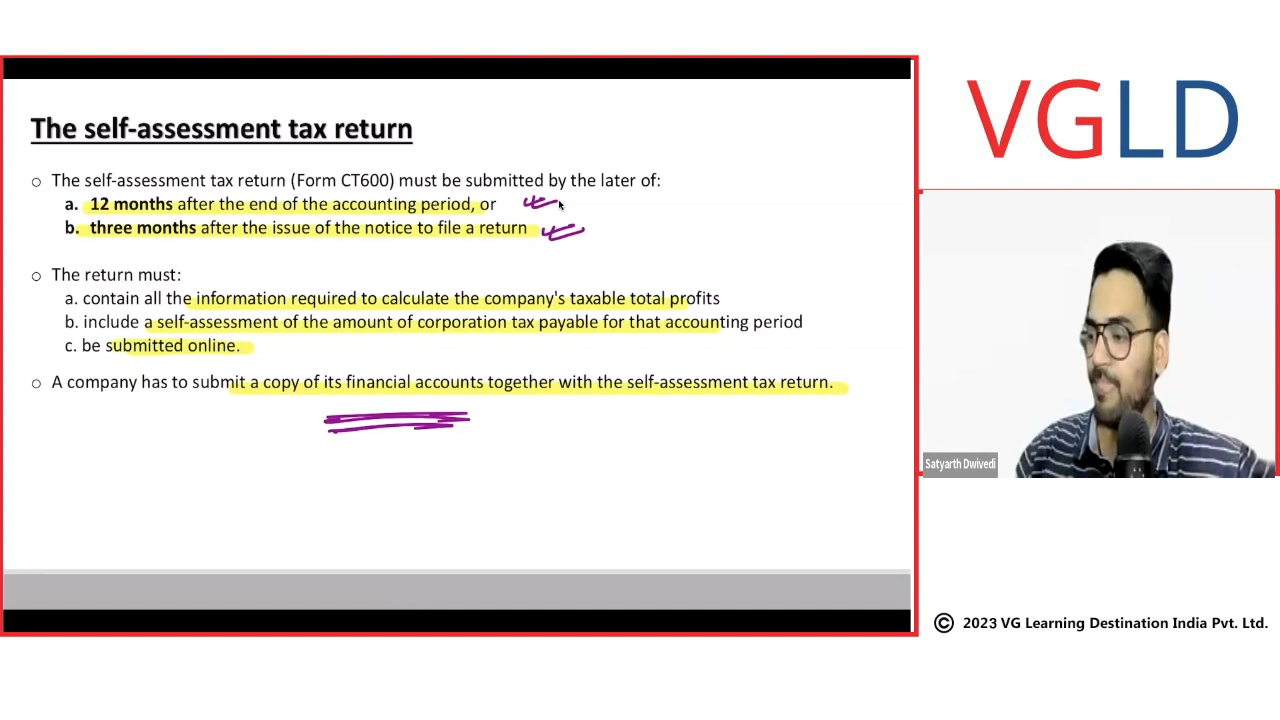 The self-assessment tax return
○ The self-assessment tax return (Form CT600) must be submitted by the later of:
a. 12 months after the end of the accounting period, or
b. three months after the issue of the notice to file a return
○ The return must:
a. contain all the information required to calculate the company's taxable total profits
b. include a self-assessment of the amount of corporation tax payable for that accounting period
c. be submitted online.
○ A company has to submit a copy of its financial accounts together with the self-assessment tax return.
VGLD
Satyarth Dwivedi
© 2023 VG Learning Destination India Pvt. Ltd.